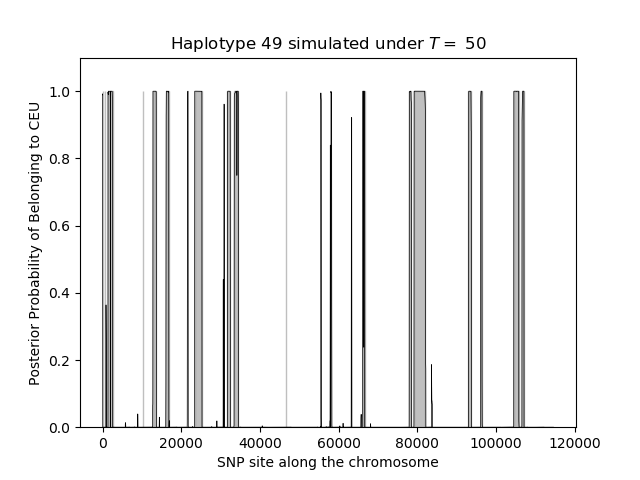 Haplotype 49 simulated under T = 50
Posterior Probability of Belonging to CEU
1.0
0.8
0.6
0.4
0.2
0.0
0 20000 40000 60000 80000 100000 120000
SNP site along the chromosome